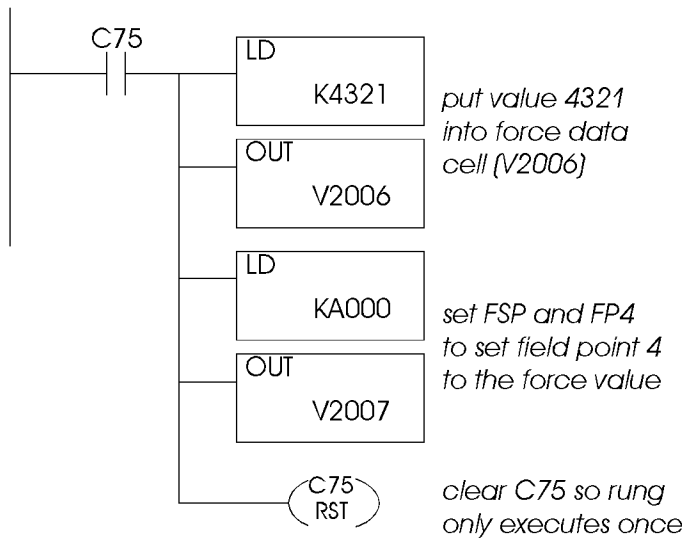 C75
LD
K4321
put value 4321
into force data
cell (V2006)
OUT
V2006
LD
KA000
set FSP and FP4
to set field point 4
to the force value
OUT
V2007
C75
RST
clear C75 so rung
only executes once